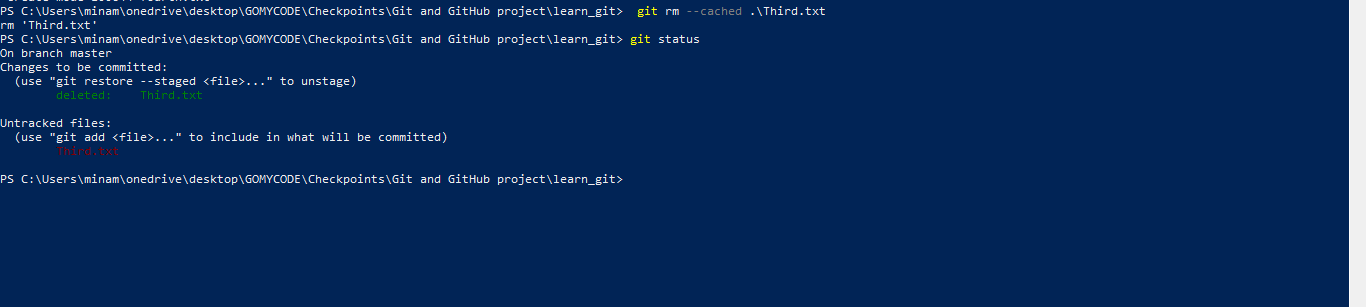 PS C:\Users\minam\onedrive\desktop\GOMYCODE\Checkpoints\Git and GitHub project\learn_git>  git rm --cached .\Third.txt
rm 'Third.txt'
PS C:\Users\minam\onedrive\desktop\GOMYCODE\Checkpoints\Git and GitHub project\learn_git> git status
On branch master
Changes to be committed:
  (use "git restore --staged <file>..." to unstage)
        deleted:    Third.txt

Untracked files:
  (use "git add <file>..." to include in what will be committed)
        Third.txt

PS C:\Users\minam\onedrive\desktop\GOMYCODE\Checkpoints\Git and GitHub project\learn_git>